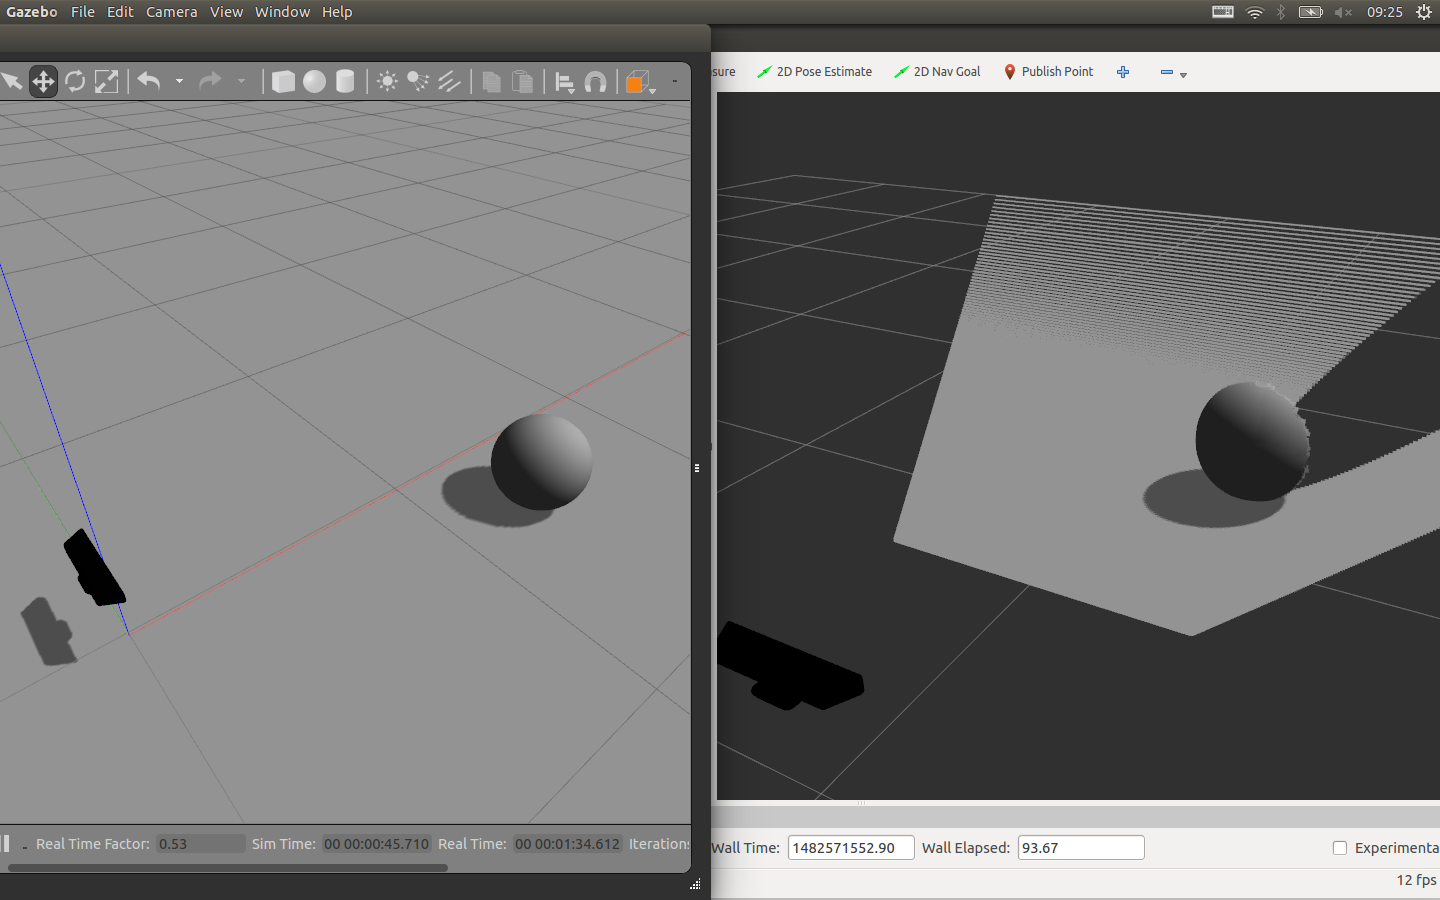 Gazebo File Edit Camera View Window Help 09:25
sure 2D Pose Estimate 2D Nav Goal Publish Point
Real Time Factor: 0.53 Sim Time: 00 00:00:45.710 Real Time: 00 00:01:34.612 Iterations
Wall Time: 1482571552.90 Wall Elapsed: 93.67 Experimenta
12 fps